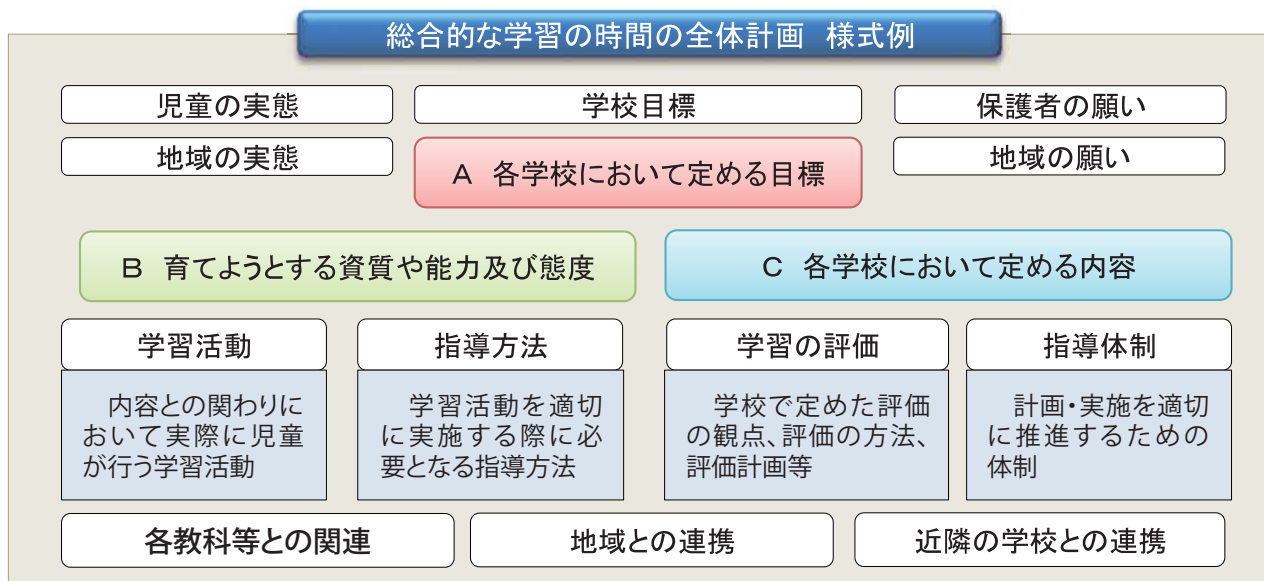 総合的な学習の時間の全体計画 様式例
児童の実態
学校目標
保護者の願い
地域の実態
A 各学校において定める目標
地域の願い
B 育てようとする資質や能力及び態度
C 各学校において定める内容
学習活動
内容との関わりに
おいて実際に児童
が行う学習活動
指導方法
学習活動を適切
に実施する際に必
要となる指導方法
学習の評価
学校で定めた評価
の観点、評価の方法、
評価計画等
指導体制
計画・実施を適切
に推進するための
体制
各教科等との関連
地域との連携
近隣の学校との連携